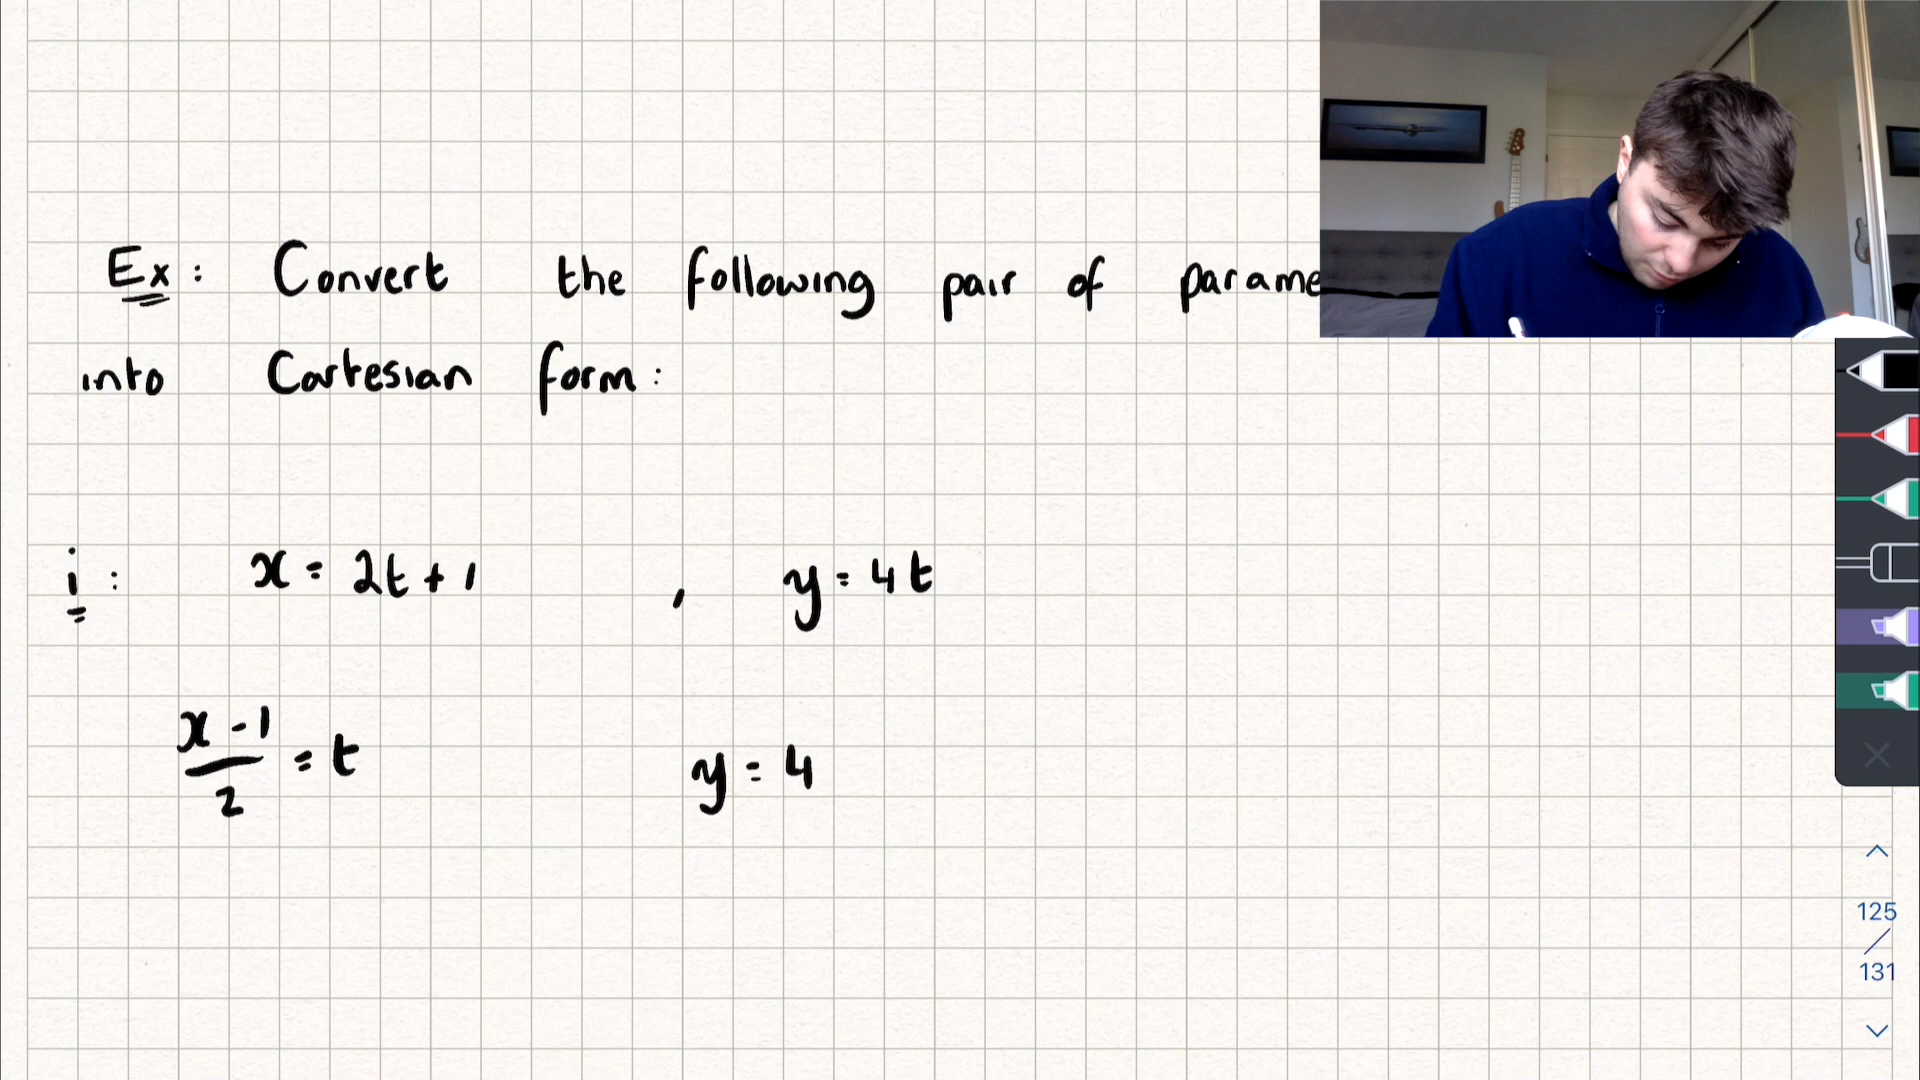 Ex: Convert the following pair of parame
into Cartesian form:
i: x = 2t + 1 , y = 4t
x - 1
2
= t
y = 4
125
/
131